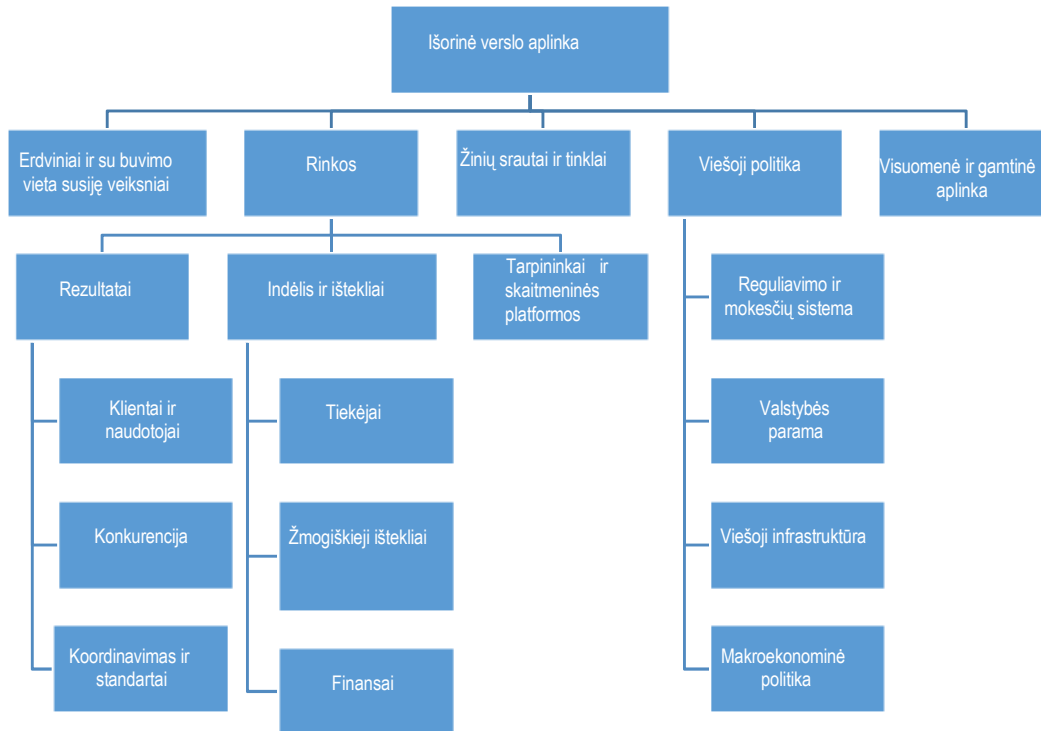 Išorinė verslo aplinka
Erdviniai ir su buvimo
vieta susiję veiksniai
Rinkos
Žinių srautai ir tinklai
Viešoji politika
Visuomenė ir gamtinė
aplinka
Rezultatai
Indėlis ir ištekliai
Tarpininkai ir
skaitmeninės
platformos
Reguliavimo ir
mokesčių sistema
Klientai ir
naudotojai
Tiekėjai
Valstybės
parama
Konkurencija
Žmogiškieji ištekliai
Viešoji infrastruktūra
Koordinavimas ir
standartai
Finansai
Makroekonominė
politika